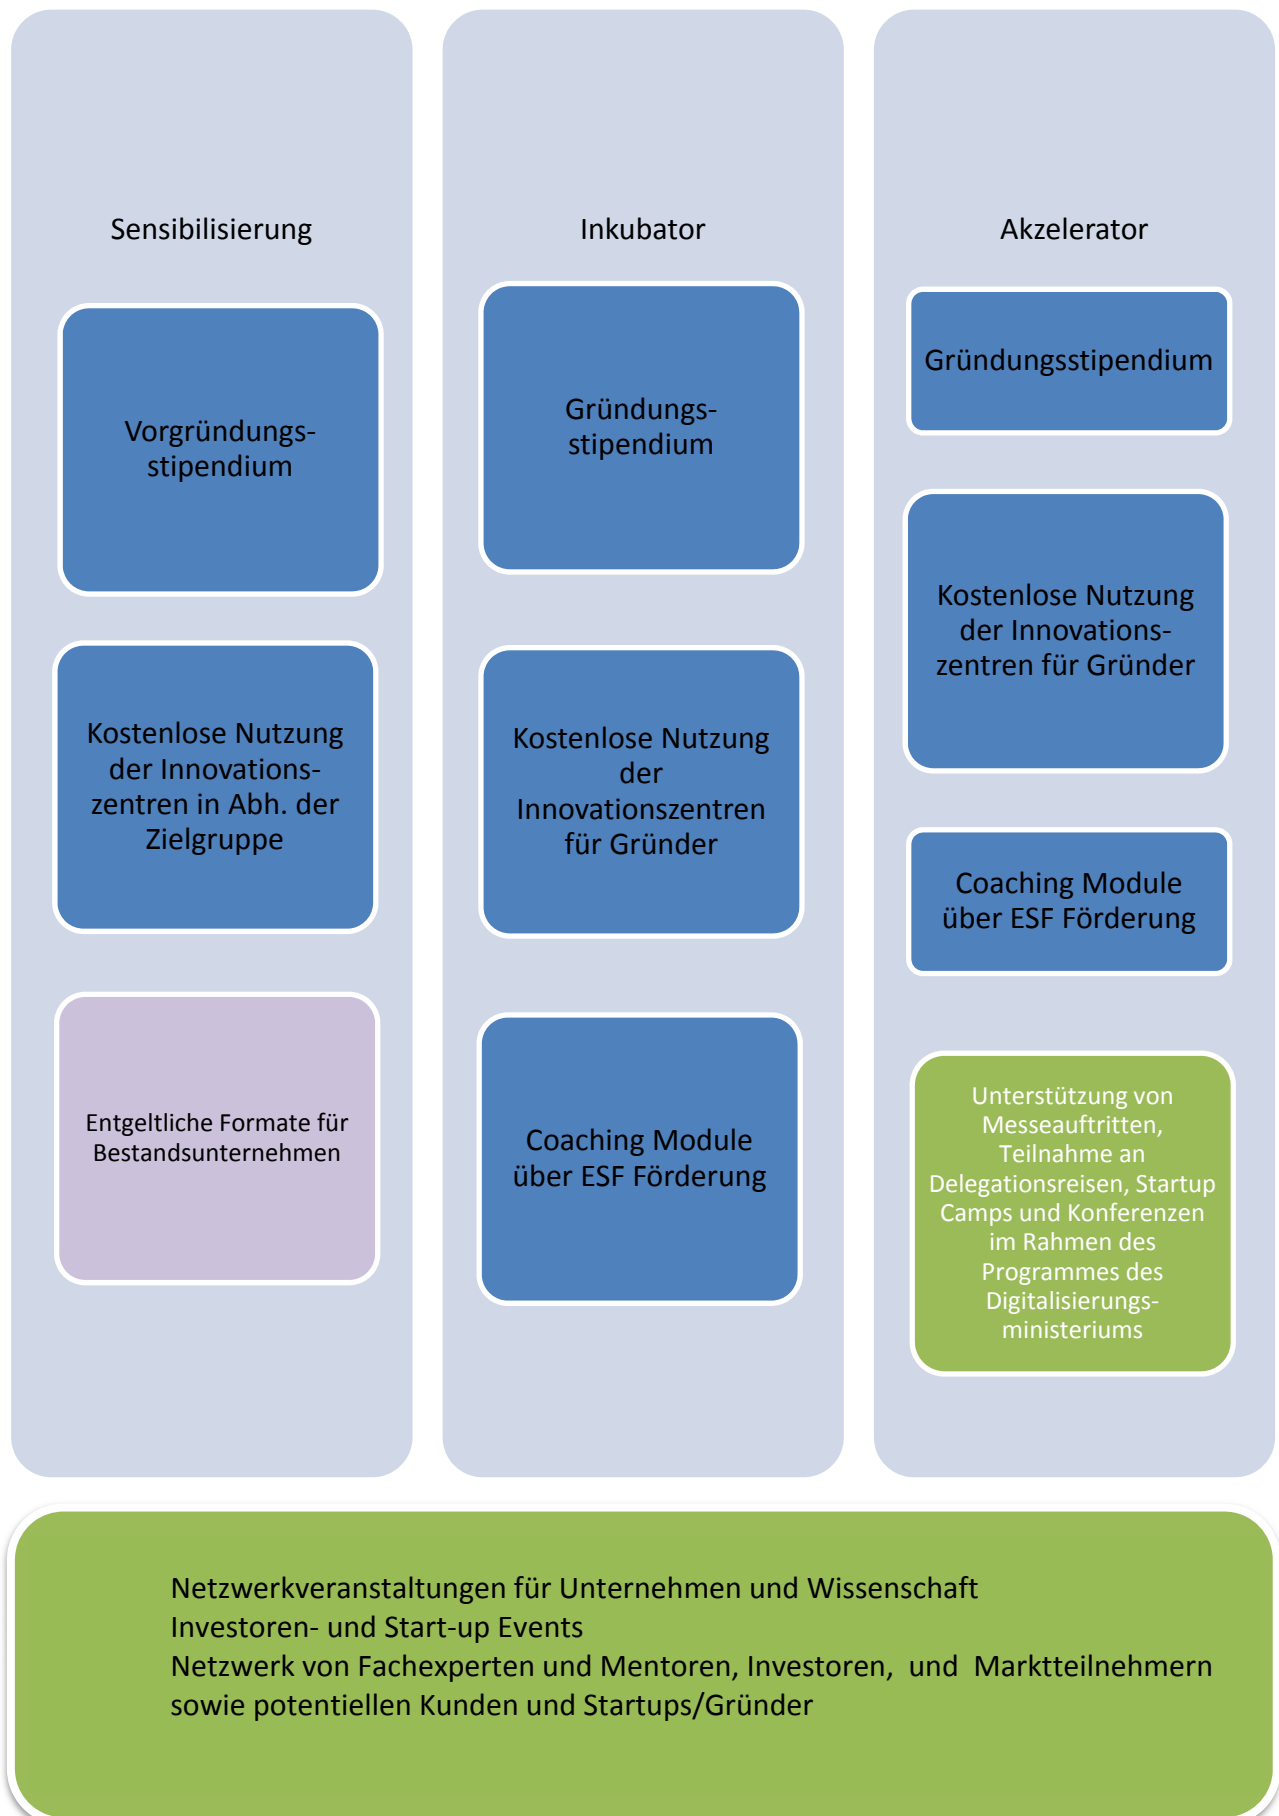 Sensibilisierung
Vorgründungs-
stipendium
Kostenlose Nutzung
der Innovations-
zentren in Abh. der
Zielgruppe
Entgeltliche Formate für
Bestandsunternehmen
Inkubator
Gründungs-
stipendium
Kostenlose Nutzung
der
Innovationszentren
für Gründer
Coaching Module
über ESF Förderung
Akzelerator
Gründungsstipendium
Kostenlose Nutzung
der Innovations-
zentren für Gründer
Coaching Module
über ESF Förderung
Unterstützung von
Messeauftritten,
Teilnahme an
Delegationsreisen, Startup
Camps und Konferenzen
im Rahmen des
Programmes des
Digitalisierungs-
ministeriums
Netzwerkveranstaltungen für Unternehmen und Wissenschaft
Investoren- und Start-up Events
Netzwerk von Fachexperten und Mentoren, Investoren, und Marktteilnehmern
sowie potentiellen Kunden und Startups/Gründer